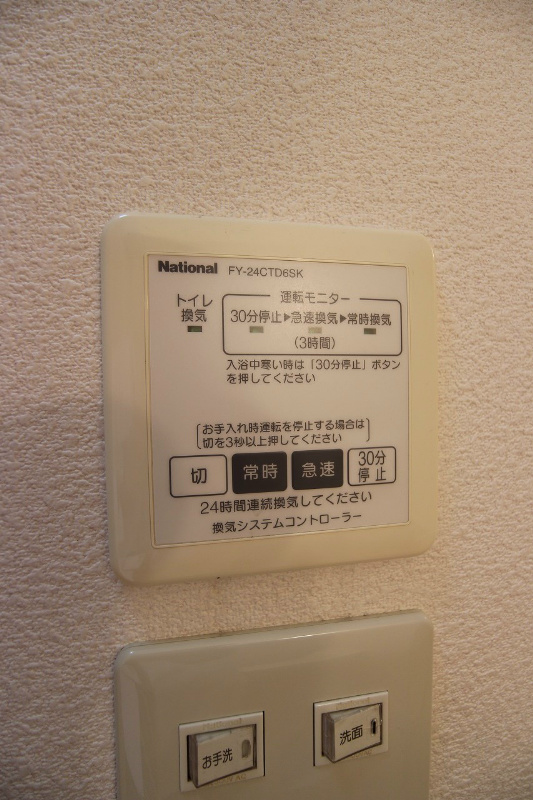 National FY-24CTD6SK
トイレ
換気
運転モニター
30分停止▶急速換気▶常時換気
(3時間)
入浴中寒い時は「30分停止」ボタン
を押してください
お手入れ時運転を停止する場合は
切を3秒以上押してください
切 常時 急速 30分
停止
24時間連続換気してください
換気システムコントローラー
お手洗 洗面